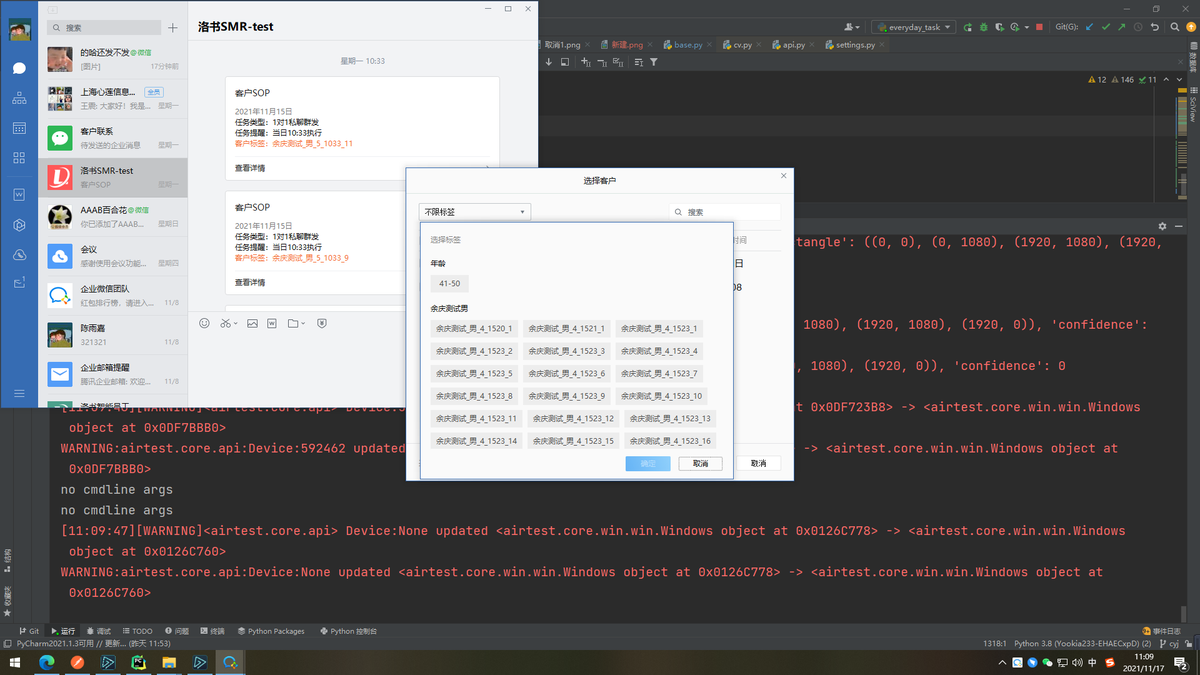 搜索
的哈还发不发@微信
[图片]
17分钟前
上海心莲信息...
会员
王鹏: 大家好！我是...
星期一
客户联系
待发送的企业消息
星期一
洛书SMR-test
客户SOP
星期一
AAAB百合花@微信
你已添加了AAAB...
星期日
会议
感谢使用会议功能...
星期四
企业微信团队
红包排行榜，请进入...
11/8
陈雨嘉
321321
11/8
企业邮箱提醒
腾讯企业邮箱: 欢迎...
11/6
洛书SMR-test
星期一 10:33
客户SOP
2021年11月15日
任务类型：1对1私聊群发
任务提醒：当日10:33执行
客户标签：余庆测试_男_5_1033_11
查看详情
客户SOP
2021年11月15日
任务类型：1对1私聊群发
任务提醒：当日10:33执行
客户标签：余庆测试_男_5_1033_9
查看详情
选择客户
不限标签
搜索
时间
日
08
选择标签
年龄
41-50
余庆测试男
余庆测试_男_4_1520_1
余庆测试_男_4_1521_1
余庆测试_男_4_1523_1
余庆测试_男_4_1523_2
余庆测试_男_4_1523_3
余庆测试_男_4_1523_4
余庆测试_男_4_1523_5
余庆测试_男_4_1523_6
余庆测试_男_4_1523_7
余庆测试_男_4_1523_8
余庆测试_男_4_1523_9
余庆测试_男_4_1523_10
余庆测试_男_4_1523_11
余庆测试_男_4_1523_12
余庆测试_男_4_1523_13
余庆测试_男_4_1523_14
余庆测试_男_4_1523_15
余庆测试_男_4_1523_16
确定
取消
取消
everyday_task
Git(G):
取消1.png
新建.png
base.py
cv.py
api.py
settings.py
12
146
11
数据库
SciView
tangle': ((0, 0), (0, 1080), (1920, 1080), (1920,
1080), (1920, 1080), (1920, 0)), 'confidence':
, 1080), (1920, 0)), 'confidence': 0
at 0x0DF723B8> -> <airtest.core.win.win.Windows
object at 0x0DF7BBB0>
WARNING:airtest.core.api:Device:592462 updated
-> <airtest.core.win.win.Windows object at
0x0DF7BBB0>
no cmdline args
no cmdline args
[11:09:47][WARNING]<airtest.core.api> Device:None updated <airtest.core.win.win.Windows object at 0x0126C778> -> <airtest.core.win.win.Windows
object at 0x0126C760>
WARNING:airtest.core.api:Device:None updated <airtest.core.win.win.Windows object at 0x0126C778> -> <airtest.core.win.win.Windows object at
0x0126C760>
结构
收藏夹
Git
运行
调试
TODO
问题
终端
Python Packages
Python 控制台
事件日志
PyCharm2021.1.3可用 // 更新... (昨天 11:53)
1318:1
Python 3.8 (Yookia233-EHAECxpD) (2)
cyj
中
11:09
2021/11/17
2